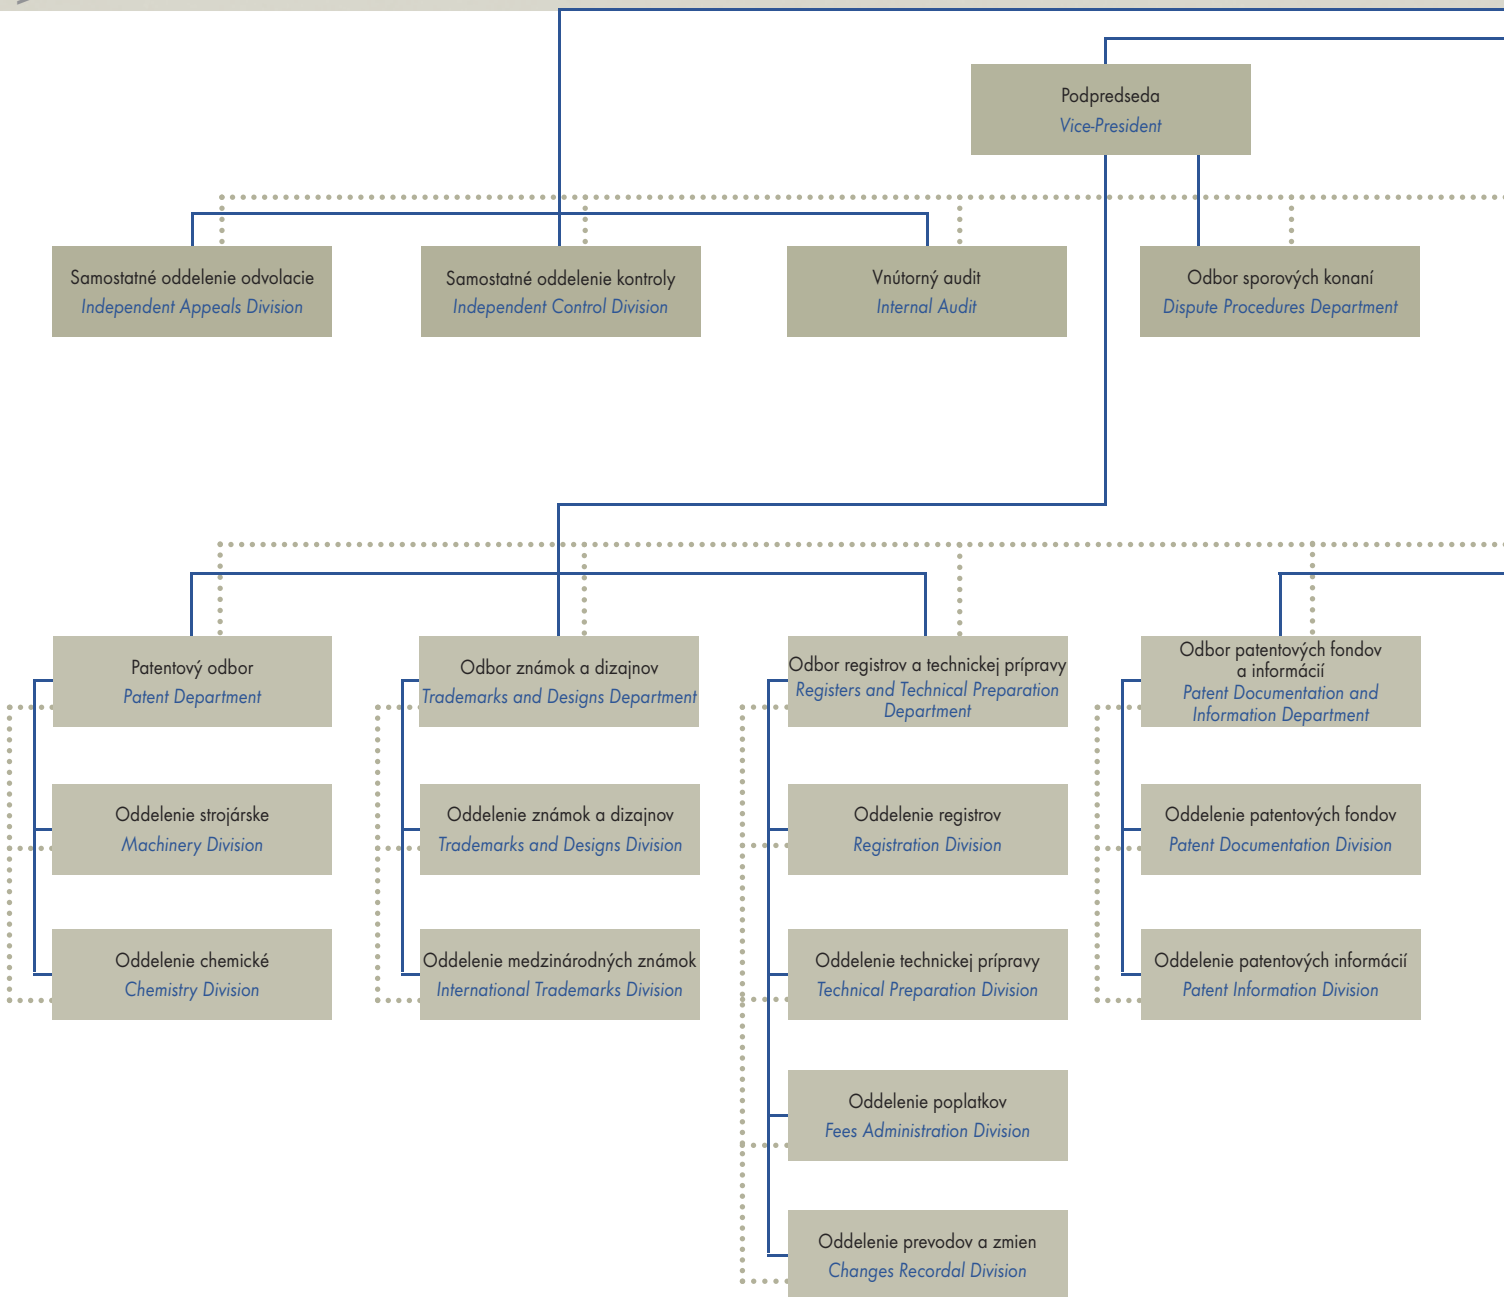 Podpredseda
Vice-President
Samostatné oddelenie odvolacie
Independent Appeals Division
Samostatné oddelenie kontroly
Independent Control Division
Vnútorný audit
Internal Audit
Odbor sporových konaní
Dispute Procedures Department
Patentový odbor
Patent Department
Odbor známok a dizajnov
Trademarks and Designs Department
Odbor registrov a technickej prípravy
Registers and Technical Preparation
Department
Odbor patentových fondov
a informácií
Patent Documentation and
Information Department
Oddelenie strojárske
Machinery Division
Oddelenie známok a dizajnov
Trademarks and Designs Division
Oddelenie registrov
Registration Division
Oddelenie patentových fondov
Patent Documentation Division
Oddelenie chemické
Chemistry Division
Oddelenie medzinárodných známok
International Trademarks Division
Oddelenie technickej prípravy
Technical Preparation Division
Oddelenie patentových informácií
Patent Information Division
Oddelenie poplatkov
Fees Administration Division
Oddelenie prevodov a zmien
Changes Recordal Division